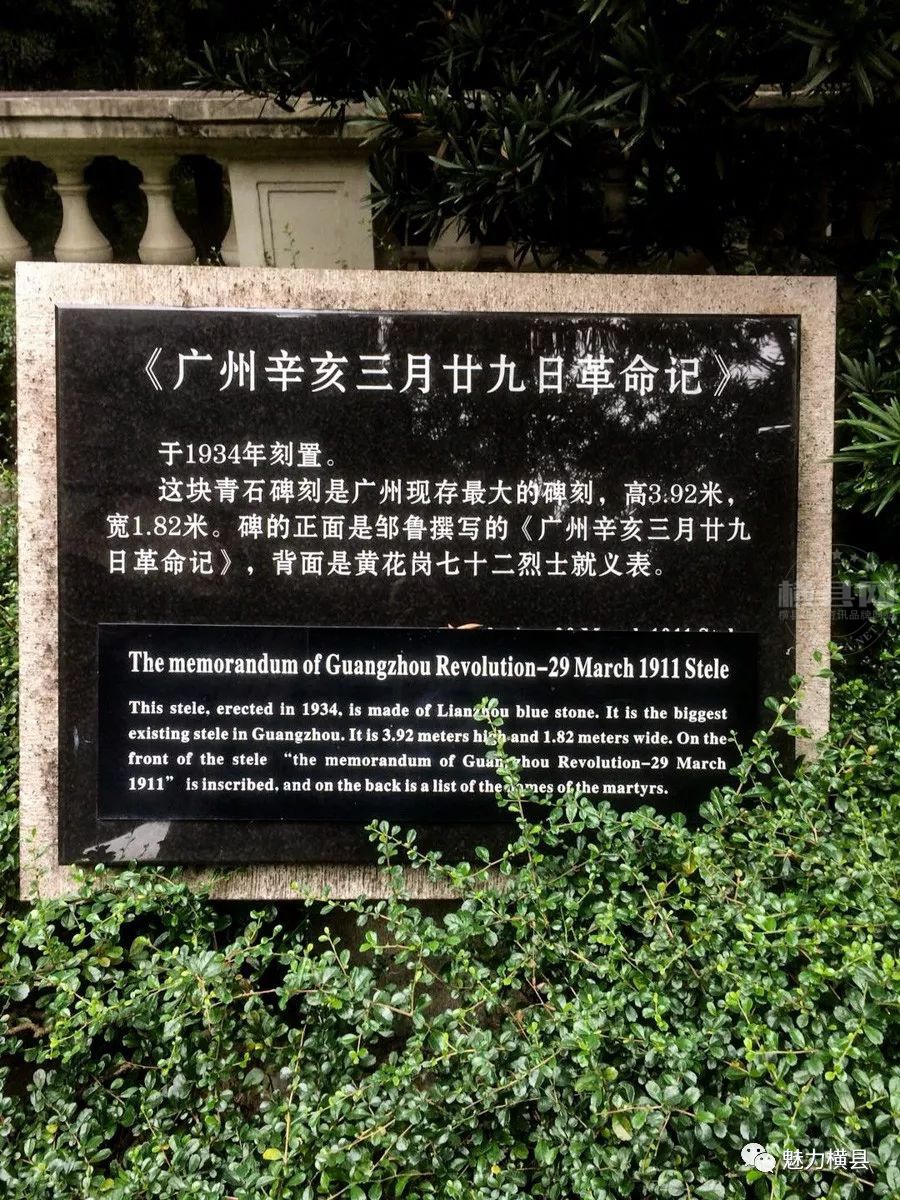 《广州辛亥三月廿九日革命记》
于1934年刻置。
这块青石碑刻是广州现存最大的碑刻，高3.92米，
宽1.82米。碑的正面是邹鲁撰写的《广州辛亥三月廿九
日革命记》，背面是黄花岗七十二烈士就义表。
The memorandum of Guangzhou Revolution-29 March 1911 Stele
This stele, erected in 1934, is made of Lianzhou blue stone. It is the biggest
existing stele in Guangzhou. It is 3.92 meters high and 1.82 meters wide. On the
front of the stele “the memorandum of Guangzhou Revolution-29 March
1911” is inscribed, and on the back is a list of the names of the martyrs.
横县网
魅力横县